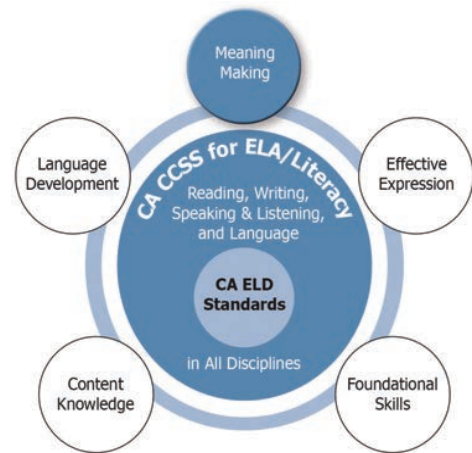 Meaning
Making
Language
Development
Effective
Expression
CA CCSS for ELA/Literacy
Reading, Writing,
Speaking & Listening,
and Language
CA ELD
Standards
in All Disciplines
Content
Knowledge
Foundational
Skills